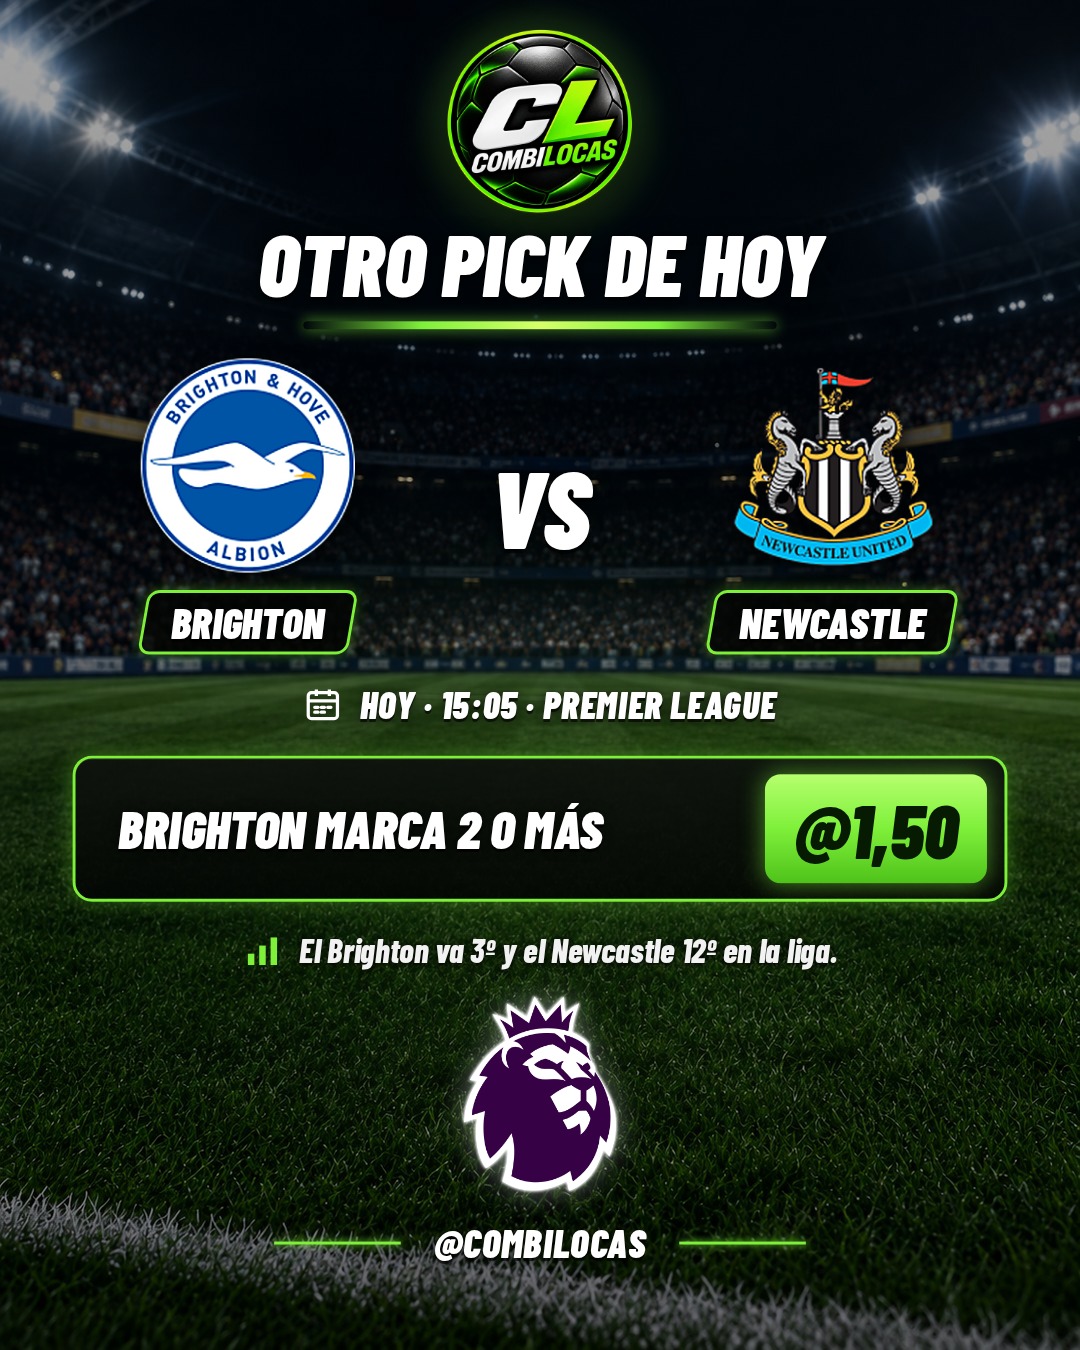 CL
COMBILOCAS
OTRO PICK DE HOY
BRIGHTON & HOVE
ALBION
VS
NEWCASTLE UNITED
BRIGHTON
NEWCASTLE
HOY · 15:05 · PREMIER LEAGUE
BRIGHTON MARCA 2 O MÁS
@1,50
El Brighton va 3º y el Newcastle 12º en la liga.
@COMBILOCAS